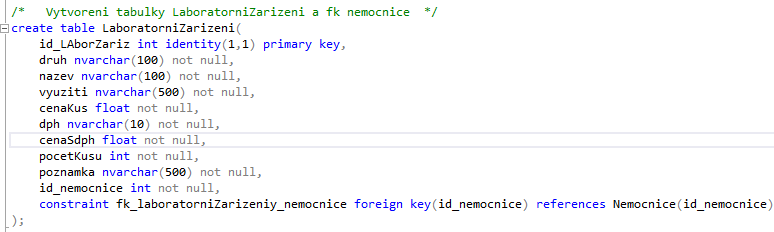 /*   Vytvoreni tabulky LaboratorniZarizeni a fk nemocnice  */
create table LaboratorniZarizeni(
    id_LAborZariz int identity(1,1) primary key,
    druh nvarchar(100) not null,
    nazev nvarchar(100) not null,
    vyuziti nvarchar(500) not null,
    cenaKus float not null,
    dph nvarchar(10) not null,
    cenaSdph float not null,
    pocetKusu int not null,
    poznamka nvarchar(500) not null,
    id_nemocnice int not null,
    constraint fk_laboratorniZarizeniy_nemocnice foreign key(id_nemocnice) references Nemocnice(id_nemocnice)
);